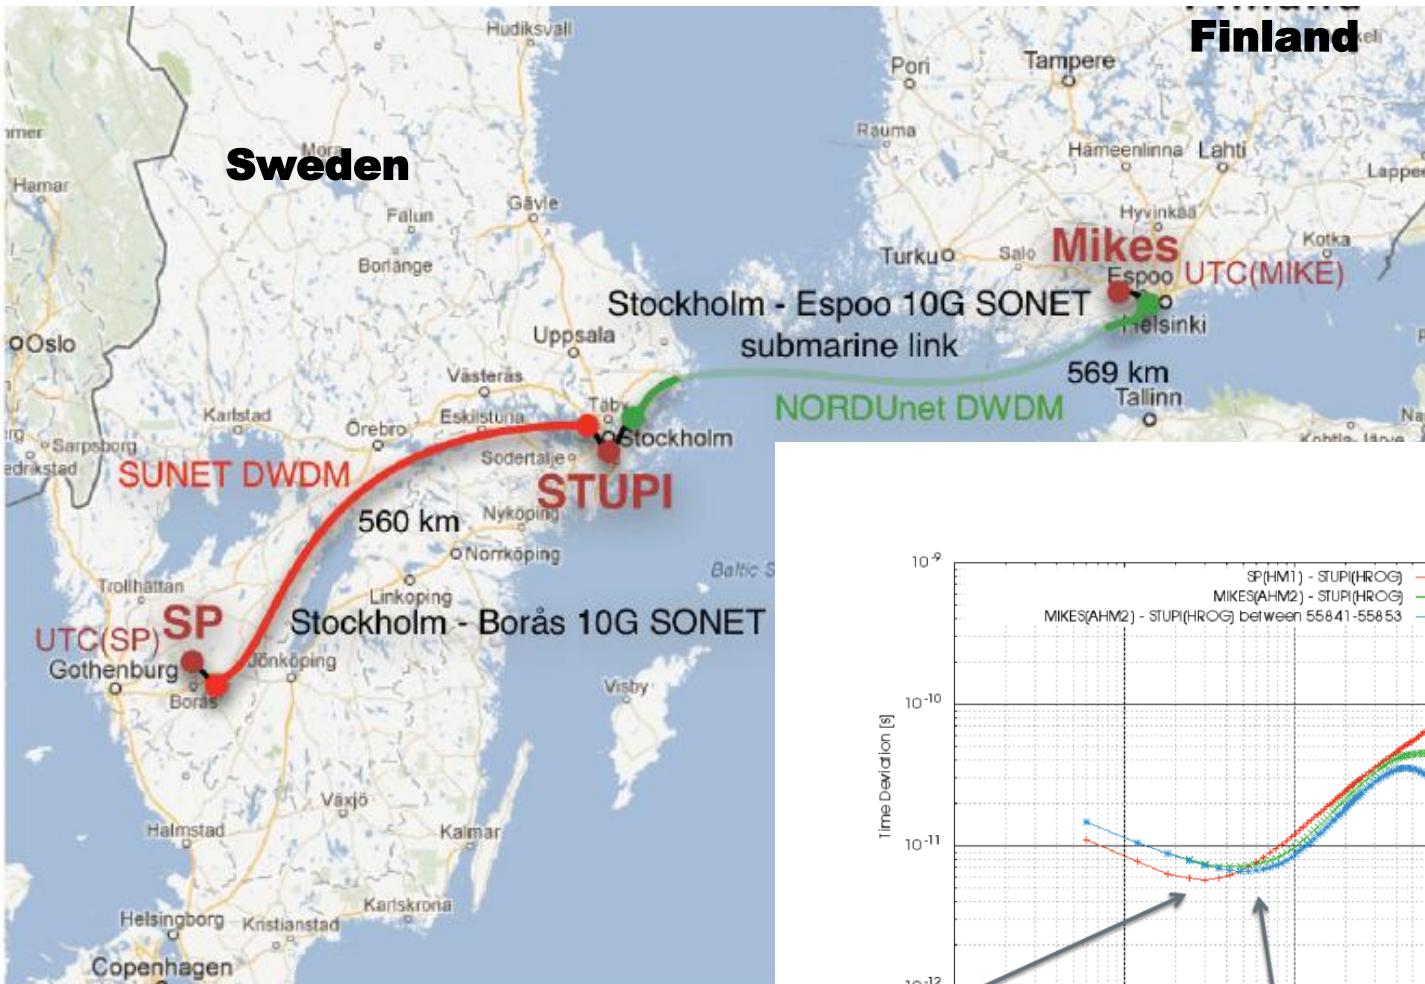 Finland
Hudiksvall
Pori
Tampere
Rauma
Hämeenlinna
Lahti
Mora
Sweden
Hamar
Falun
Gävle
Hyvinkää
Kotka
Borlänge
Turku
Salo
Mikes
Espoo
UTC(MIKE)
Stockholm - Espoo 10G SONET
submarine link
Helsinki
Oslo
Uppsala
569 km
Västerås
Tallinn
NORDUnet DWDM
Karlstad
Örebro
Eskilstuna
Täby
Stockholm
Sarpsborg
Södertälje
SUNET DWDM
STUPI
560 km
Nyköping
Norrköping
Baltic S
Trollhättan
Linköping
SP
Stockholm - Borås 10G SONET
UTC(SP)
Gothenburg
Jönköping
Borås
Visby
Växjö
Halmstad
Kalmar
Karlskrona
Helsingborg
Kristianstad
Copenhagen
SP(HM1) - STUPI(HROG)
MIKES(AHM2) - STUPI(HROG)
MIKES(AHM2) - STUPI(HROG) between 55841-55853
10⁻⁹
10⁻¹⁰
10⁻¹¹
10⁻¹²
Time Deviation [s]